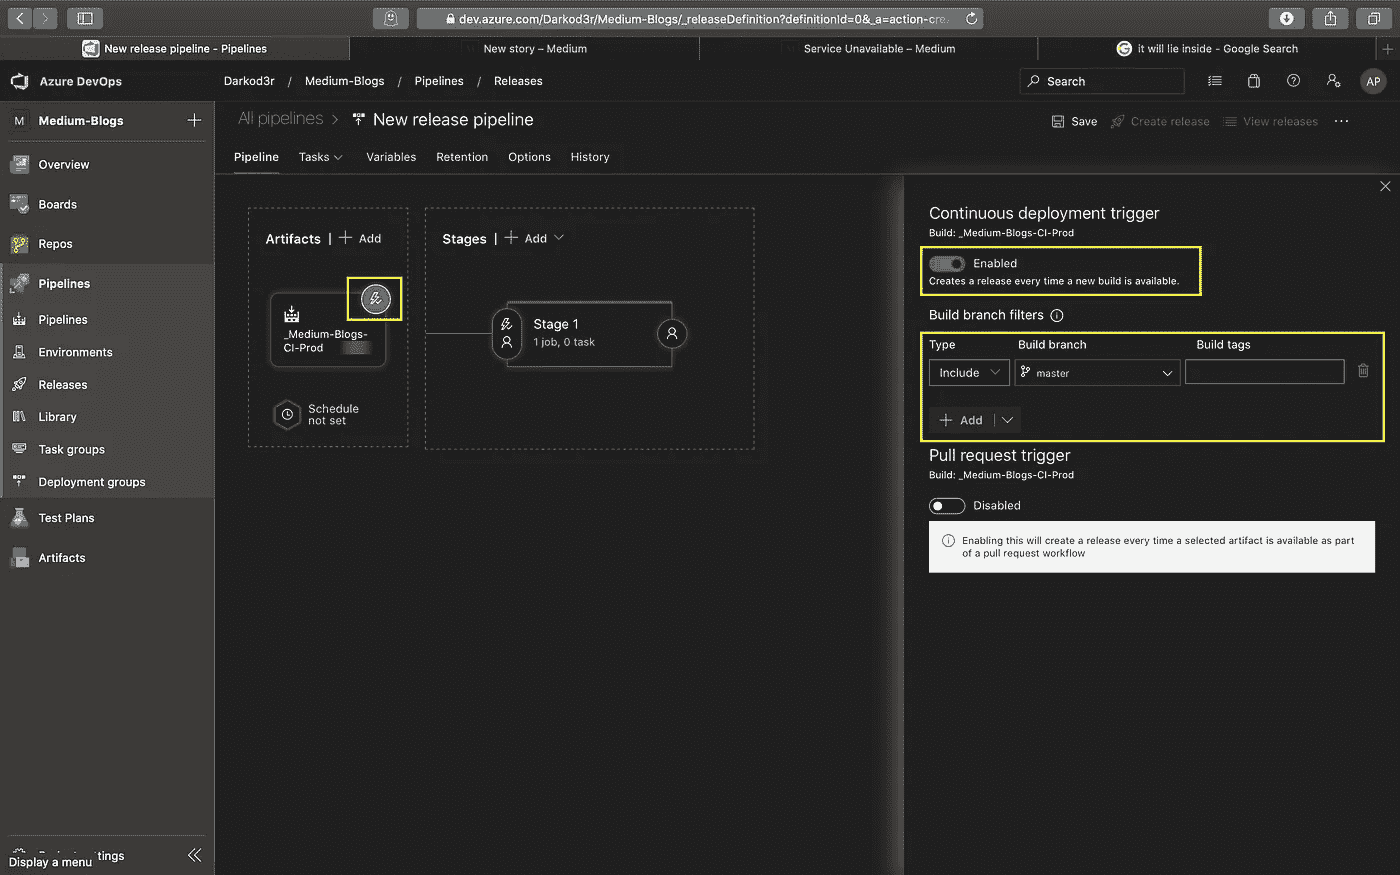 dev.azure.com/Darkod3r/Medium-Blogs/_releaseDefinition?definitionId=0&_a=action-cre
New release pipeline - Pipelines
New story – Medium
Service Unavailable – Medium
it will lie inside - Google Search
Azure DevOps
Darkod3r / Medium-Blogs / Pipelines / Releases
Search
AP
M Medium-Blogs
All pipelines > New release pipeline
Save
Create release
View releases
Pipeline
Tasks
Variables
Retention
Options
History
Overview
Boards
Repos
Pipelines
Pipelines
Environments
Releases
Library
Task groups
Deployment groups
Test Plans
Artifacts
Display a menu
Artifacts | + Add
_Medium-Blogs-
CI-Prod
Schedule
not set
Stages | + Add
Stage 1
1 job, 0 task
Continuous deployment trigger
Build: _Medium-Blogs-CI-Prod
Enabled
Creates a release every time a new build is available.
Build branch filters
Type
Build branch
Build tags
Include
master
+ Add
Pull request trigger
Build: _Medium-Blogs-CI-Prod
Disabled
Enabling this will create a release every time a selected artifact is available as part
of a pull request workflow